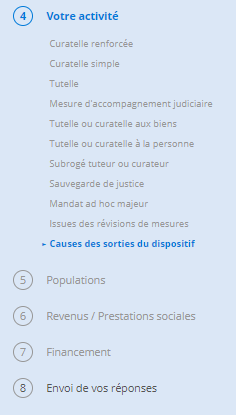 4 Votre activité
Curatelle renforcée
Curatelle simple
Tutelle
Mesure d'accompagnement judiciaire
Tutelle ou curatelle aux biens
Tutelle ou curatelle à la personne
Subrogé tuteur ou curateur
Sauvegarde de justice
Mandat ad hoc majeur
Issues des révisions de mesures
Causes des sorties du dispositif
5 Populations
6 Revenus / Prestations sociales
7 Financement
8 Envoi de vos réponses